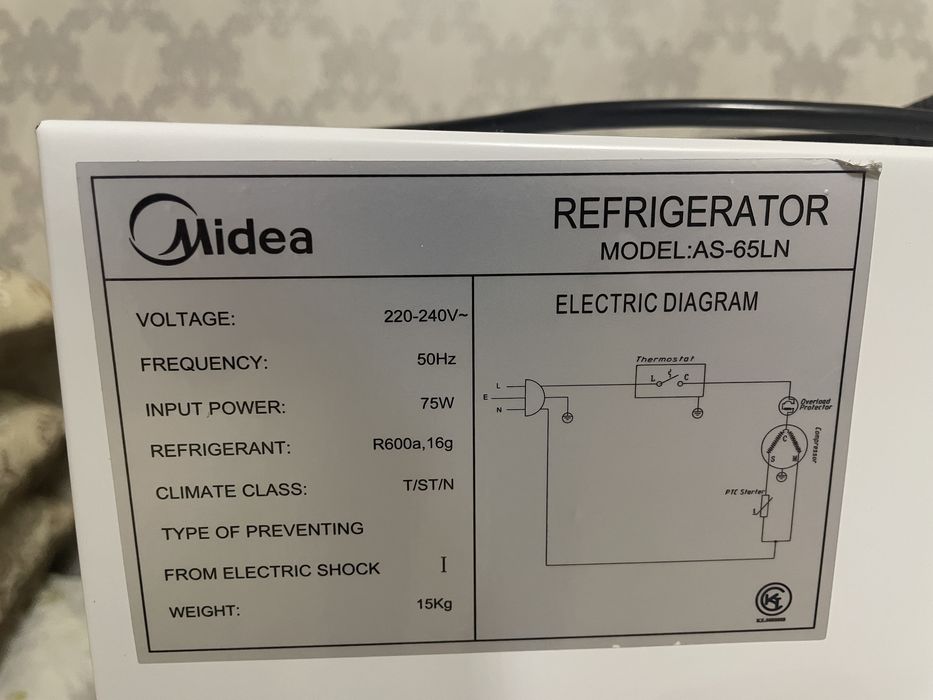 Midea
REFRIGERATOR
MODEL:AS-65LN
VOLTAGE: 220-240V~
FREQUENCY: 50Hz
INPUT POWER: 75W
REFRIGERANT: R600a,16g
CLIMATE CLASS: T/ST/N
TYPE OF PREVENTING
FROM ELECTRIC SHOCK I
WEIGHT: 15Kg
ELECTRIC DIAGRAM
Thermostat
L C
L
E
N
Overload
Protector
Compressor
C
S M
PTC Starter